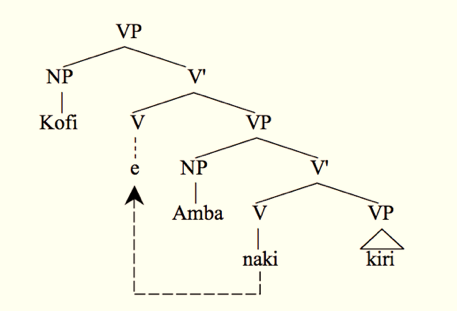 VP
NP V'
Kofi V VP
e NP V'
Amba V VP
naki kiri